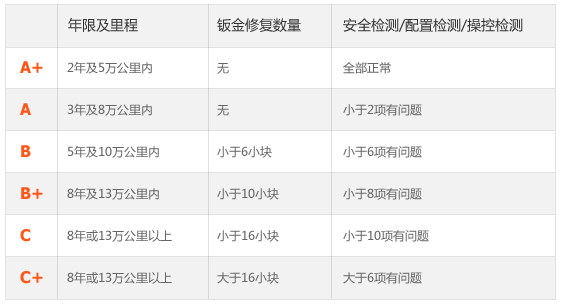 年限及里程 钣金修复数量 安全检测/配置检测/操控检测
A+ 2年及5万公里内 无 全部正常
A 3年及8万公里内 无 小于2项有问题
B 5年及10万公里内 小于6小块 小于6项有问题
B+ 8年及13万公里内 小于10小块 小于8项有问题
C 8年或13万公里以上 小于16小块 小于10项有问题
C+ 8年或13万公里以上 大于16小块 大于6项有问题